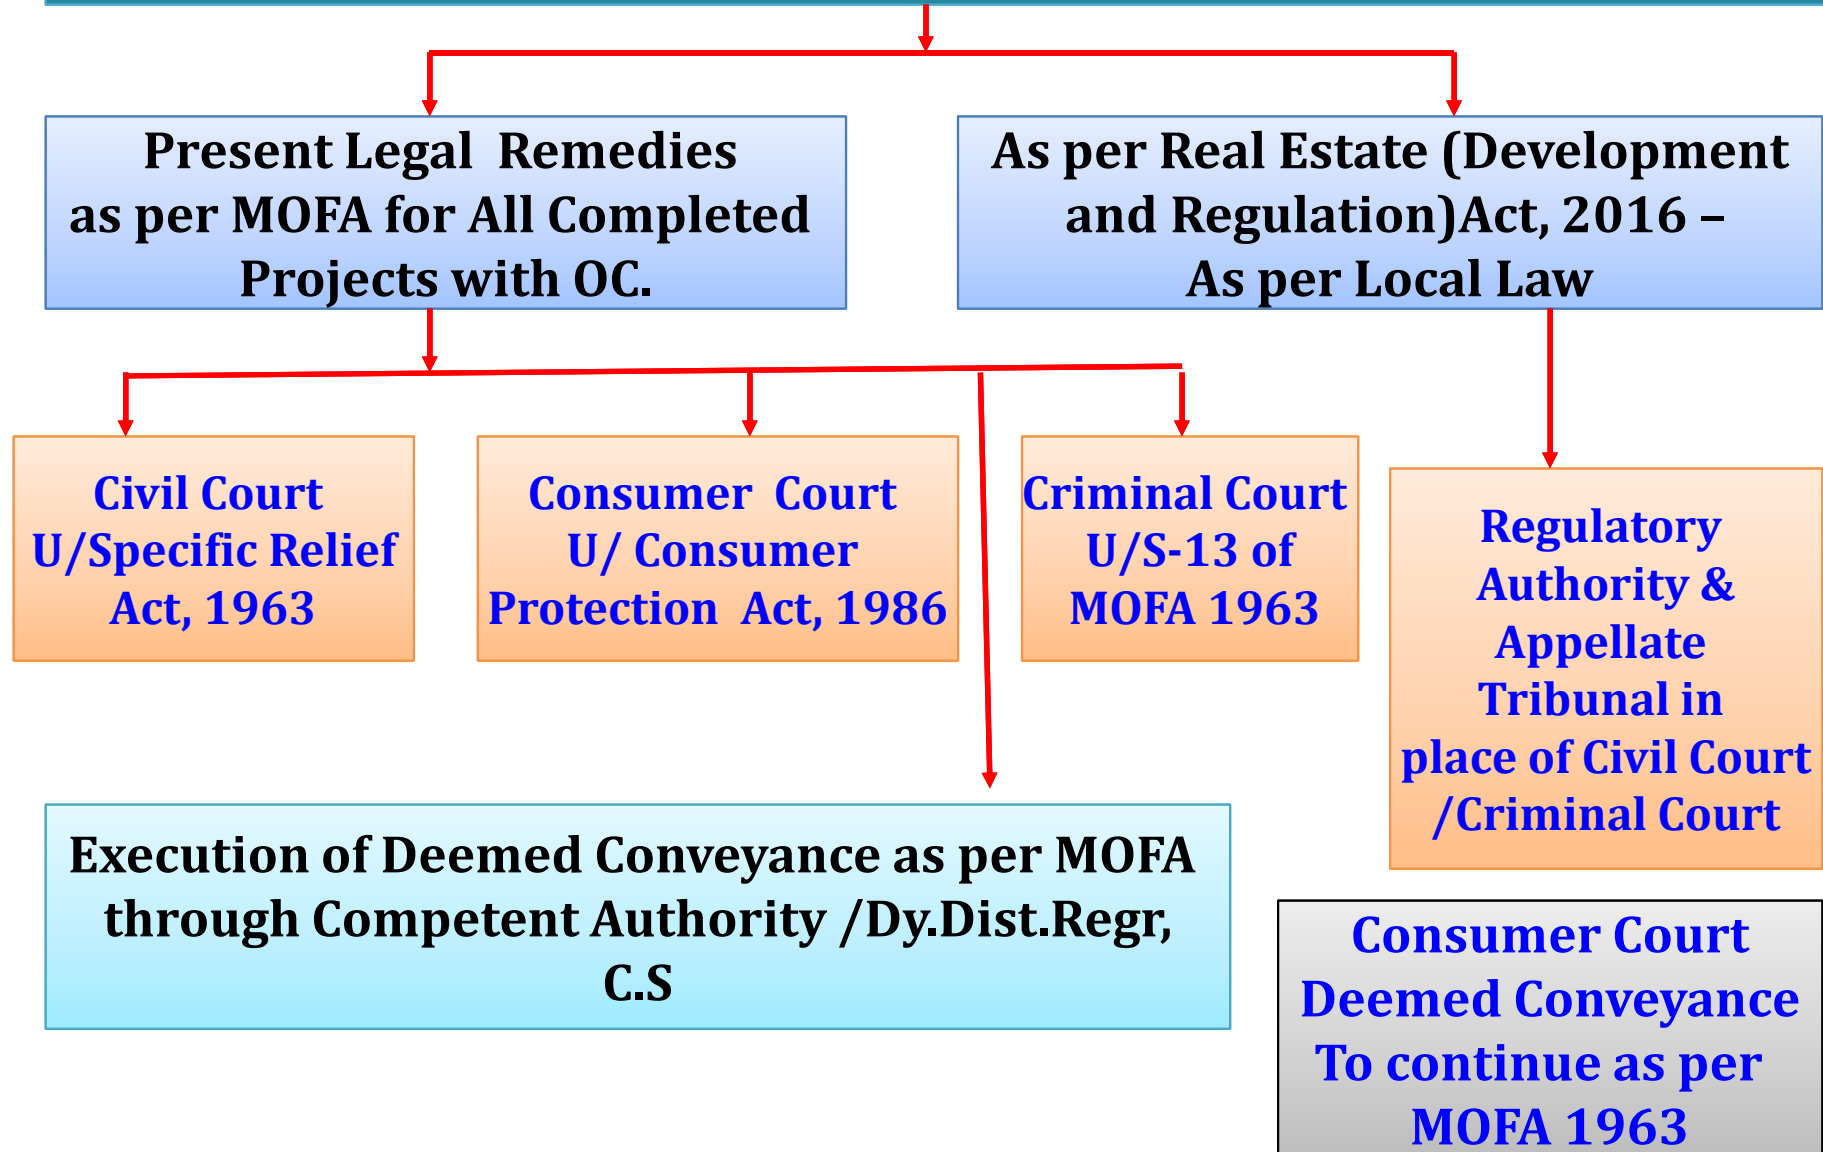 Present Legal Remedies
as per MOFA for All Completed
Projects with OC.
As per Real Estate (Development
and Regulation)Act, 2016 –
As per Local Law
Civil Court
U/Specific Relief
Act, 1963
Consumer Court
U/ Consumer
Protection Act, 1986
Criminal Court
U/S-13 of
MOFA 1963
Regulatory
Authority &
Appellate
Tribunal in
place of Civil Court
/Criminal Court
Execution of Deemed Conveyance as per MOFA
through Competent Authority /Dy.Dist.Regr,
C.S
Consumer Court
Deemed Conveyance
To continue as per
MOFA 1963